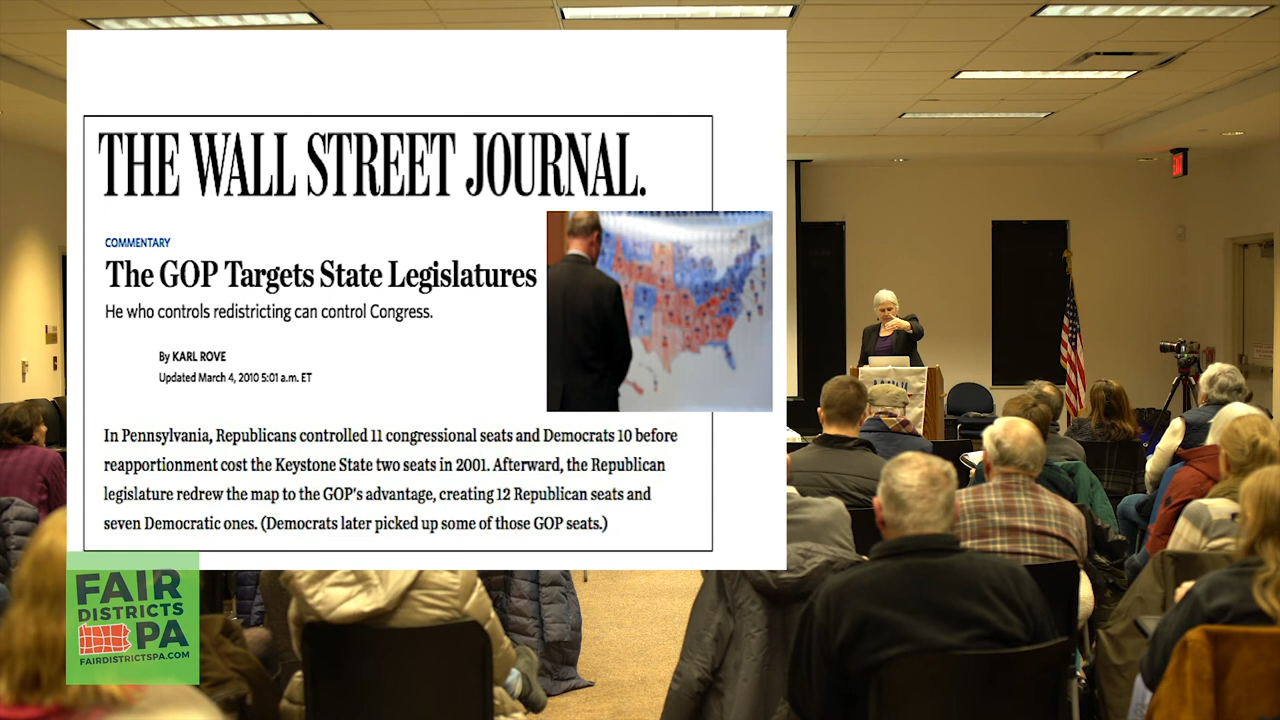 THE WALL STREET JOURNAL.
COMMENTARY
The GOP Targets State Legislatures
He who controls redistricting can control Congress.
By KARL ROVE
Updated March 4, 2010 5:01 a.m. ET
In Pennsylvania, Republicans controlled 11 congressional seats and Democrats 10 before
reapportionment cost the Keystone State two seats in 2001. Afterward, the Republican
legislature redrew the map to the GOP's advantage, creating 12 Republican seats and
seven Democratic ones. (Democrats later picked up some of those GOP seats.)
FAIR
DISTRICTS
PA
FAIRDISTRICTSPA.COM